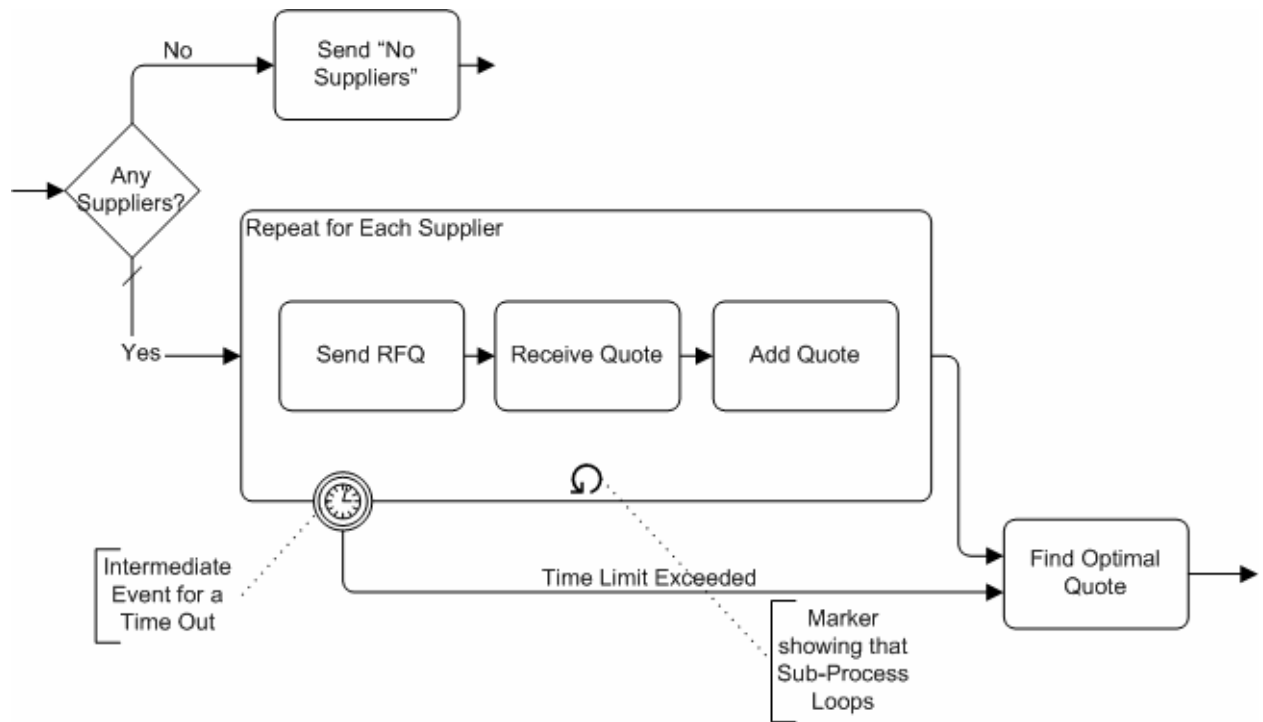 No
Send “No
Suppliers”
Any
Suppliers?
Repeat for Each Supplier
Send RFQ
Receive Quote
Add Quote
Yes
Intermediate
Event for a
Time Out
Time Limit Exceeded
Marker
showing that
Sub-Process
Loops
Find Optimal
Quote